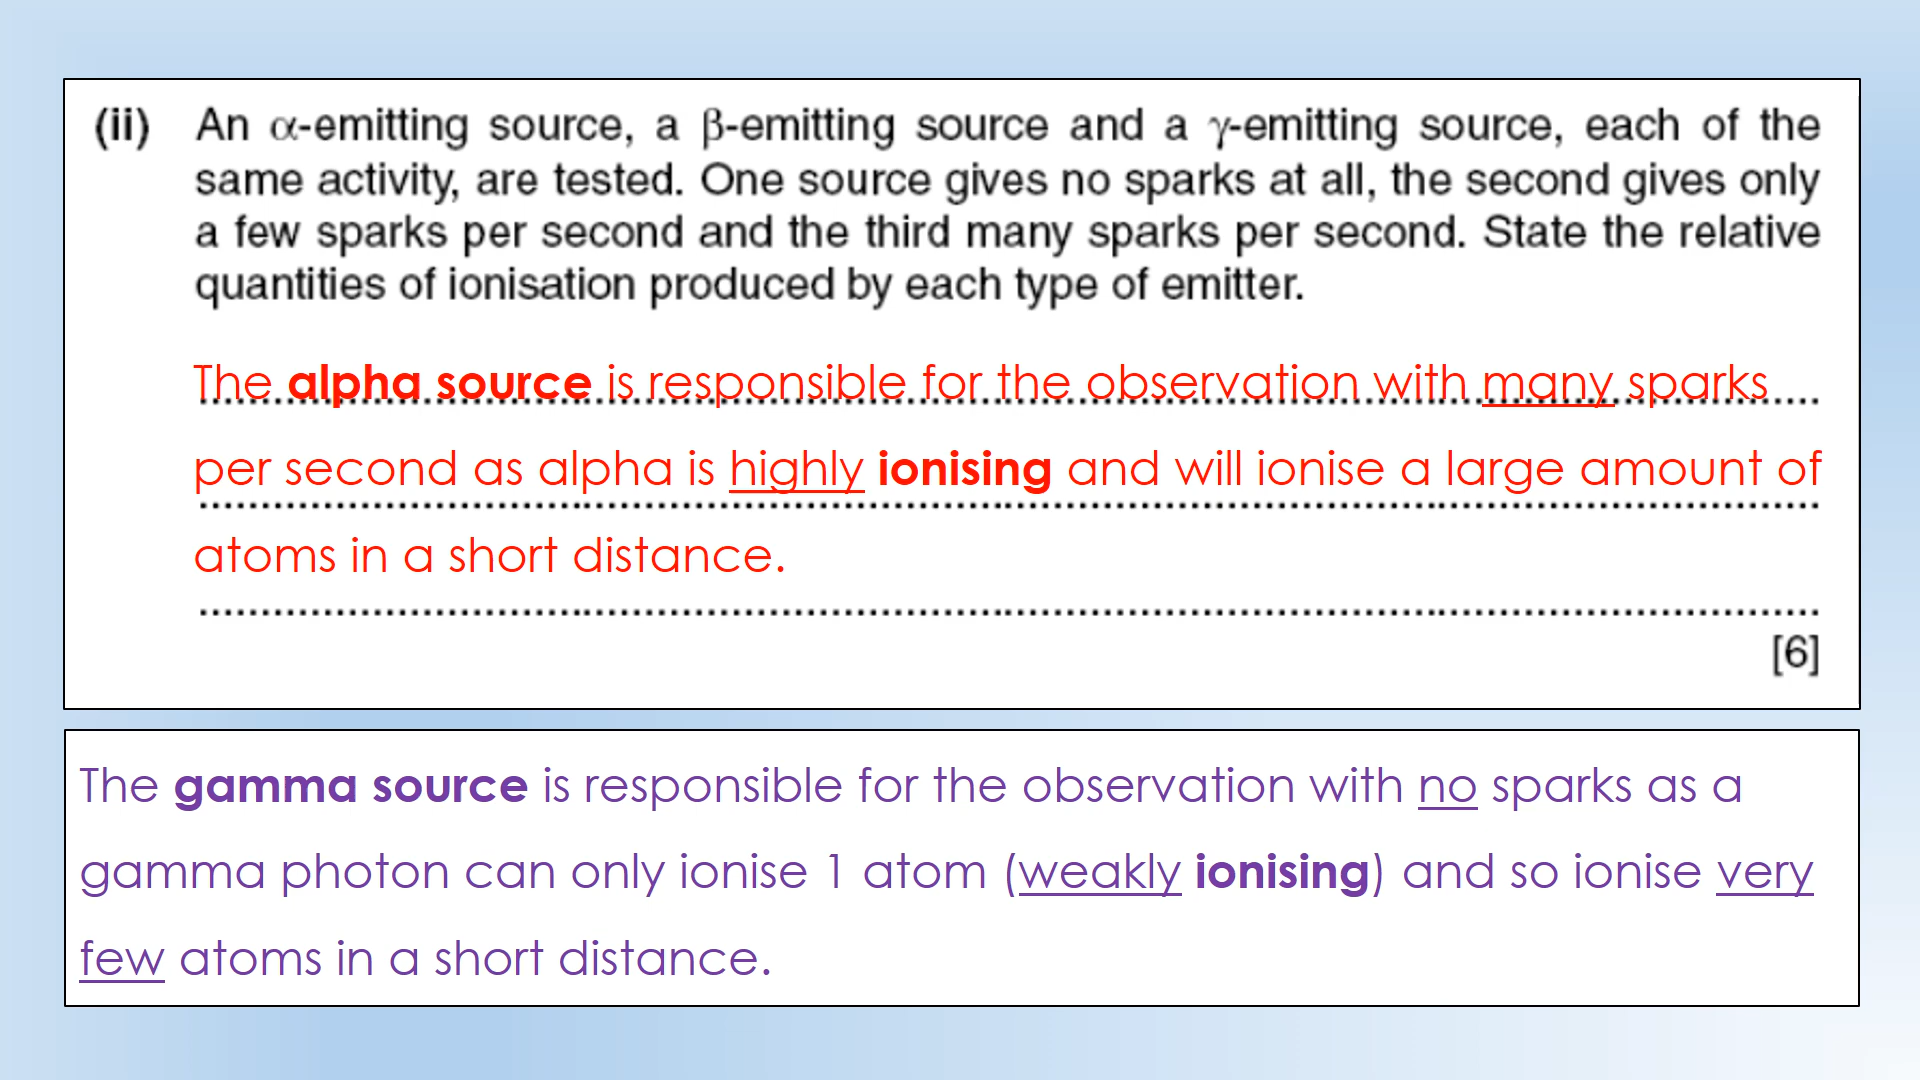 (ii) An α-emitting source, a β-emitting source and a γ-emitting source, each of the
same activity, are tested. One source gives no sparks at all, the second gives only
a few sparks per second and the third many sparks per second. State the relative
quantities of ionisation produced by each type of emitter.
The alpha source is responsible for the observation with many sparks
per second as alpha is highly ionising and will ionise a large amount of
atoms in a short distance.
[6]
The gamma source is responsible for the observation with no sparks as a
gamma photon can only ionise 1 atom (weakly ionising) and so ionise very
few atoms in a short distance.